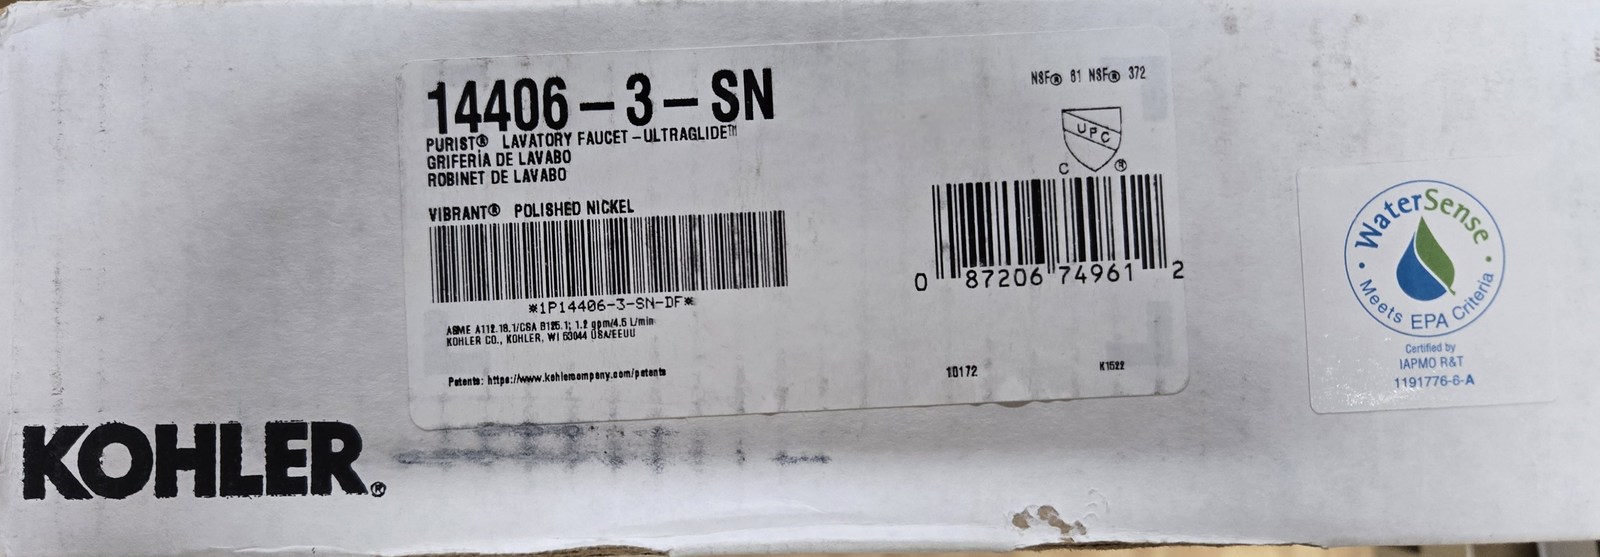 14406-3-SN
PURIST® LAVATORY FAUCET-ULTRAGLIDE™
GRIFERÍA DE LAVABO
ROBINET DE LAVABO
VIBRANT® POLISHED NICKEL
*1P14406-3-SN-DF*
ASME A112.18.1/CSA B125.1; 1.2 gpm/4.5 L/min
KOHLER CO., KOHLER, WI 53044 USA/EEUU
Patents: https://www.kohlercompany.com/patents
NSF® 61 NSF® 372
UPC
C ®
0 87206 74961 2
10172
K1522
WaterSense
Meets EPA Criteria
Certified by
IAPMO R&T
1191776-6-A
KOHLER®